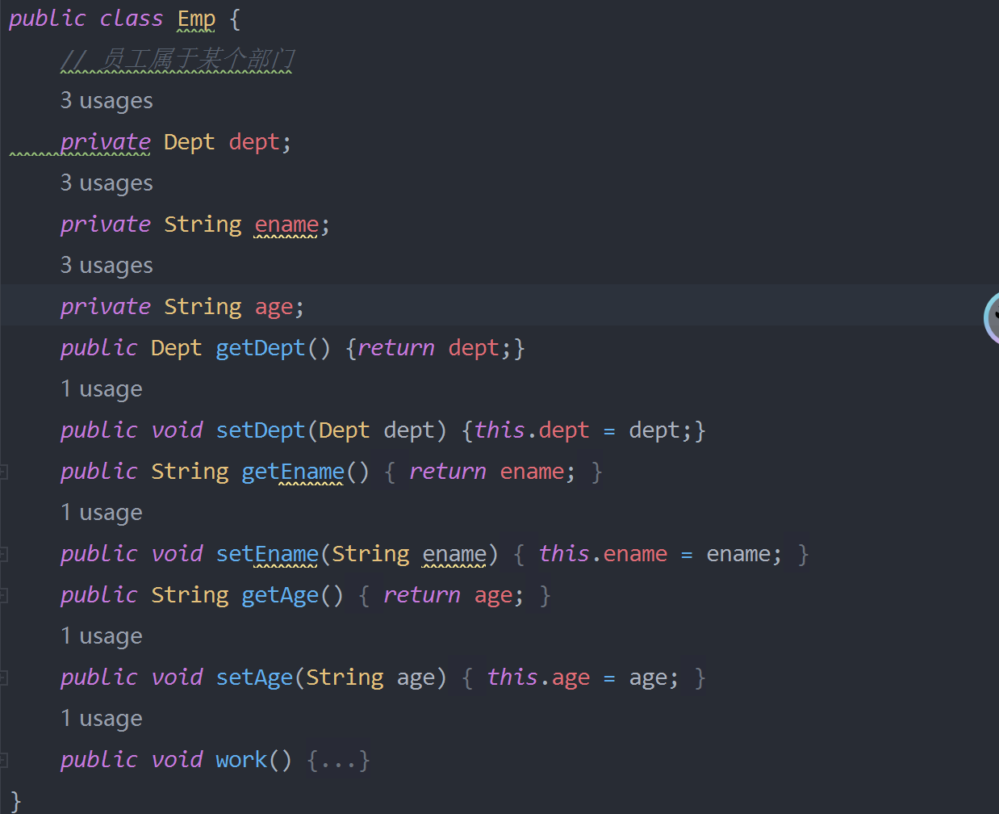 public class Emp {
// 员工属于某个部门
3 usages
private Dept dept;
3 usages
private String ename;
3 usages
private String age;
public Dept getDept() {return dept;}
1 usage
public void setDept(Dept dept) {this.dept = dept;}
public String getEname() { return ename; }
1 usage
public void setEname(String ename) { this.ename = ename; }
public String getAge() { return age; }
1 usage
public void setAge(String age) { this.age = age; }
1 usage
public void work() {...}
}